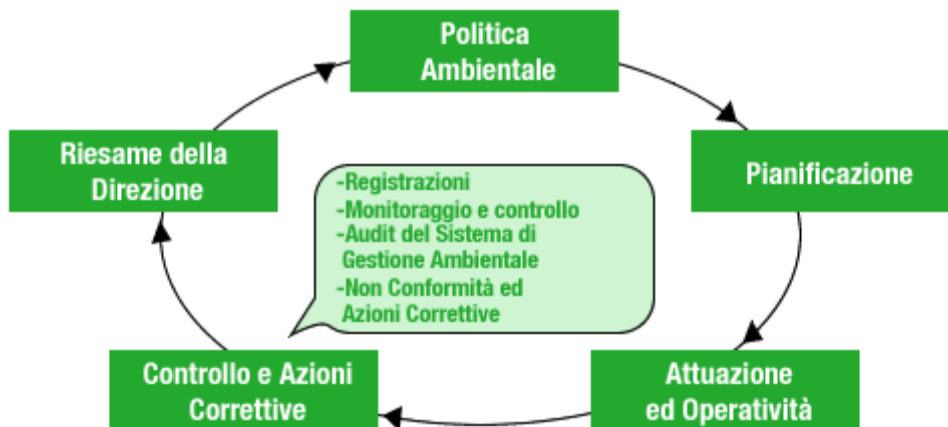 Politica
Ambientale
Riesame della
Direzione
Pianificazione
-Registrazioni
-Monitoraggio e controllo
-Audit del Sistema di
Gestione Ambientale
-Non Conformità ed
Azioni Correttive
Controllo e Azioni
Correttive
Attuazione
ed Operatività